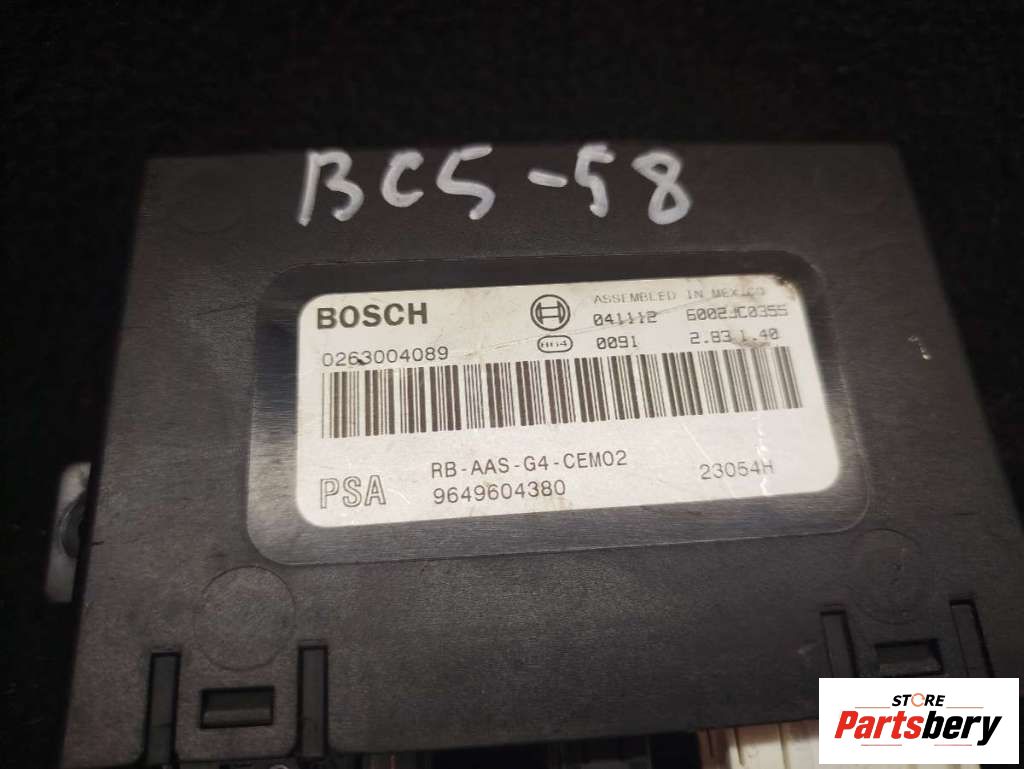 BC5-58
BOSCH
ASSEMBLED IN MEXICO
041112 6002JC0355
0263004089
8G4 0091 2.83 1.40
RB-AAS-G4-CEM02
PSA 9649604380 23054H
STORE
Partsbery